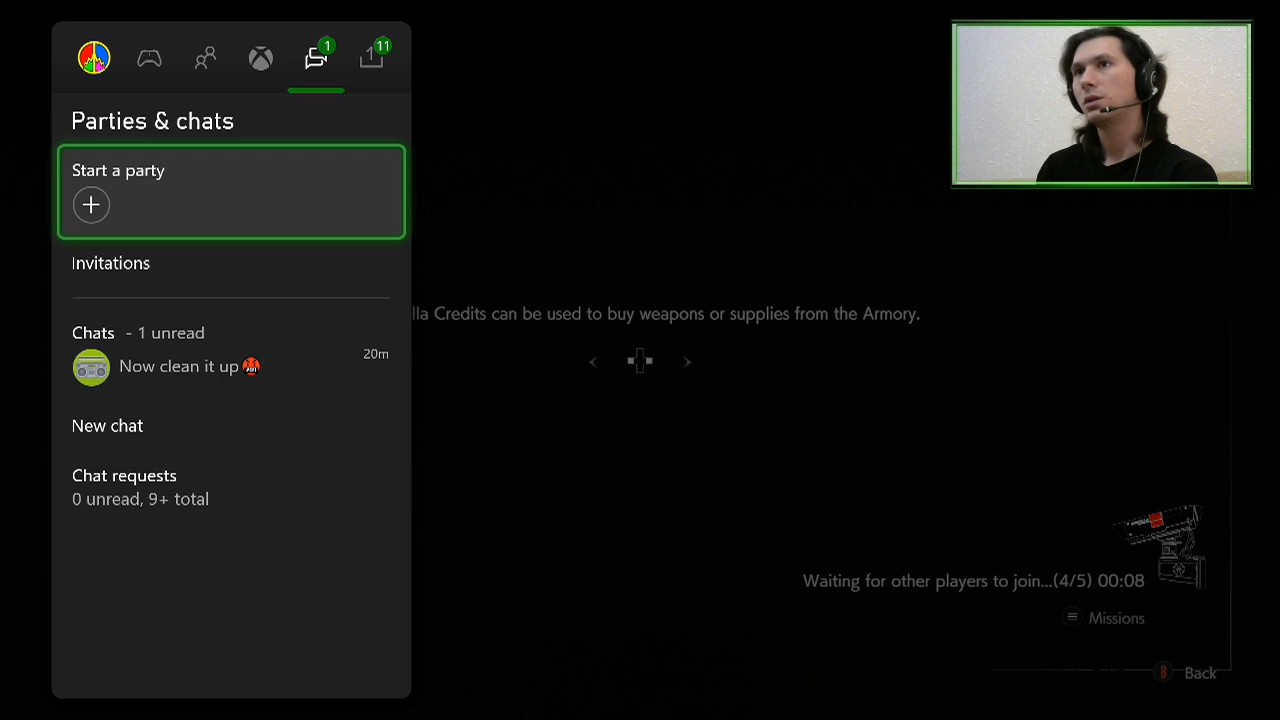 1
11
Parties & chats
Start a party
Invitations
Chats - 1 unread
Now clean it up
20m
New chat
Chat requests
0 unread, 9+ total
lla Credits can be used to buy weapons or supplies from the Armory.
Waiting for other players to join...(4/5) 00:08
Missions
B Back